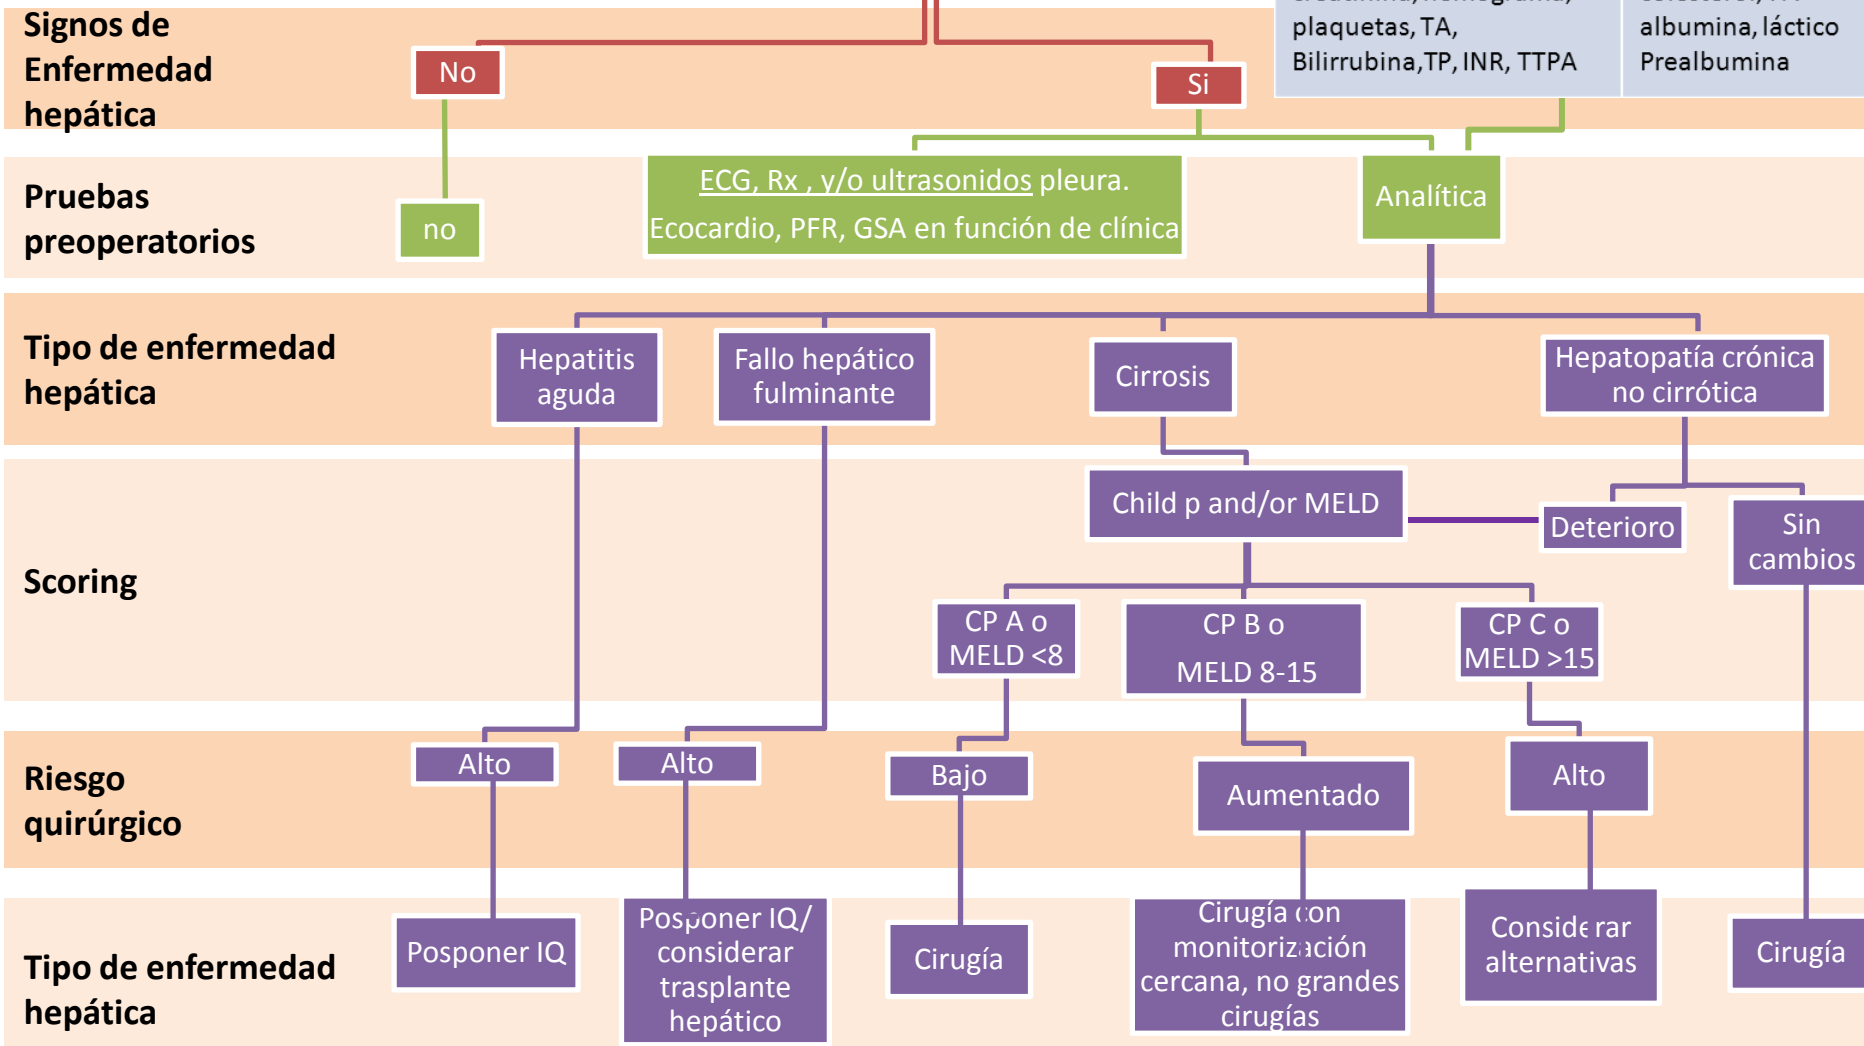 Signos de
Enfermedad
hepática
No
Si
plaquetas, TA,
Bilirrubina, TP, INR, TTPA
albumina, láctico
Prealbumina
Pruebas
preoperatorios
no
ECG, Rx , y/o ultrasonidos pleura.
Ecocardio, PFR, GSA en función de clínica
Analítica
Tipo de enfermedad
hepática
Hepatitis
aguda
Fallo hepático
fulminante
Cirrosis
Hepatopatía crónica
no cirrótica
Scoring
Child p and/or MELD
Deterioro
Sin
cambios
CP A o
MELD <8
CP B o
MELD 8-15
CP C o
MELD >15
Riesgo
quirúrgico
Alto
Alto
Bajo
Aumentado
Alto
Tipo de enfermedad
hepática
Posponer IQ
Posponer IQ/
considerar
trasplante
hepático
Cirugía
Cirugía con
monitorización
cercana, no grandes
cirugías
Considerar
alternativas
Cirugía